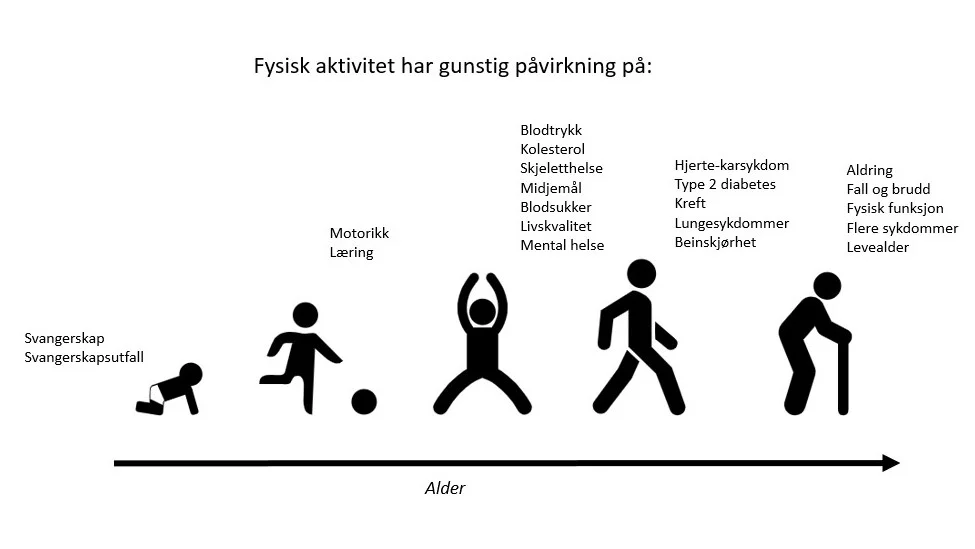 Fysisk aktivitet har gunstig påvirkning på:
Svangerskap
Svangerskapsutfall
Motorikk
Læring
Blodtrykk
Kolesterol
Skjeletthelse
Midjemål
Blodsukker
Livskvalitet
Mental helse
Hjerte-karsykdom
Type 2 diabetes
Kreft
Lungesykdommer
Beinskjørhet
Aldring
Fall og brudd
Fysisk funksjon
Flere sykdommer
Levealder
Alder